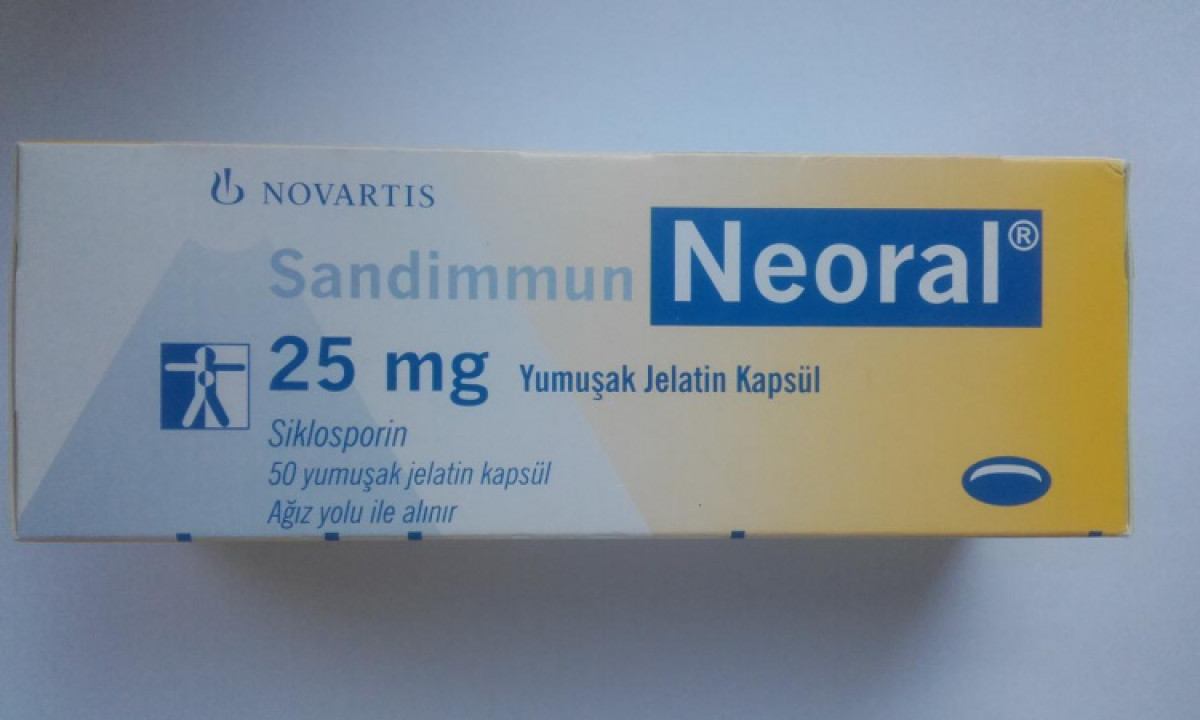 NOVARTIS
Sandimmun Neoral®
25 mg Yumuşak Jelatin Kapsül
Siklosporin
50 yumuşak jelatin kapsül
Ağız yolu ile alınır